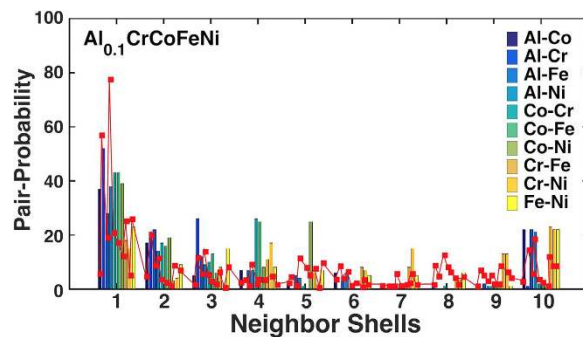 Al0.1CrCoFeNi
Al-Co
Al-Cr
Al-Fe
Al-Ni
Co-Cr
Co-Fe
Co-Ni
Cr-Fe
Cr-Ni
Fe-Ni
Pair-Probability
100
80
60
40
20
0
1 2 3 4 5 6 7 8 9 10
Neighbor Shells